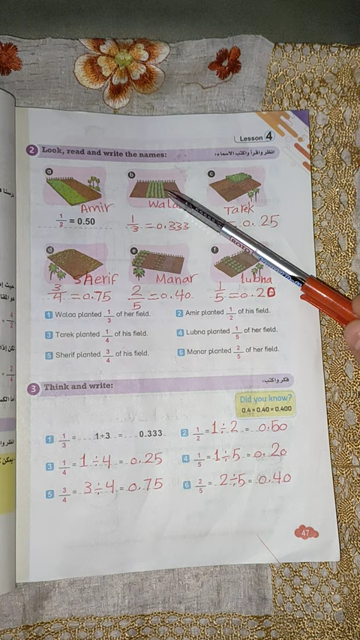 Lesson 4
2 Look, read and write the names:
انظر واقرأ واكتب الأسماء:
a b c
Amir Tarek
1/2 = 0.50 1/3 = 0.333 = 0.25
d e f
Sherif Manar lubna
3/4 = 0.75 2/5 = 0.40 1/5 = 0.20
1 Walaa planted 1/3 of her field. 2 Amir planted 1/2 of his field.
3 Tarek planted 1/4 of his field. 4 Lubna planted 1/5 of her field.
5 Sherif planted 3/4 of his field. 6 Manar planted 2/5 of her field.
3 Think and write:
فكر واكتب:
Did you know?
0.4 = 0.40 = 0.400
1 1/3 = 1÷3 = 0.333 2 1/2 = 1÷2 = 0.50
3 1/4 = 1÷4 = 0.25 4 1/5 = 1÷5 = 0.20
5 3/4 = 3÷4 = 0.75 6 2/5 = 2÷5 = 0.40
47